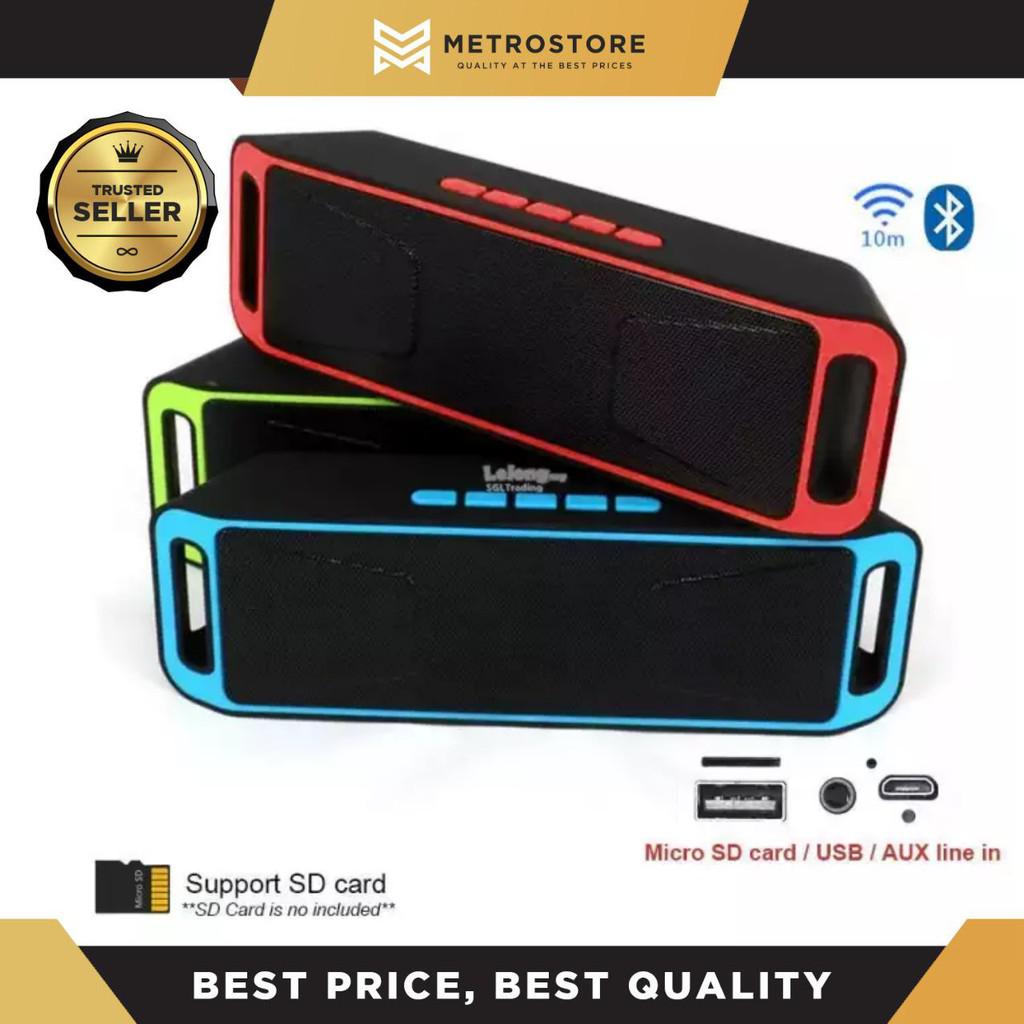 METROSTORE
QUALITY AT THE BEST PRICES
TRUSTED
SELLER
10m
Lelong.my
SGLTrading
Micro SD card / USB / AUX line in
Micro SD
Support SD card
**SD Card is no included**
BEST PRICE, BEST QUALITY